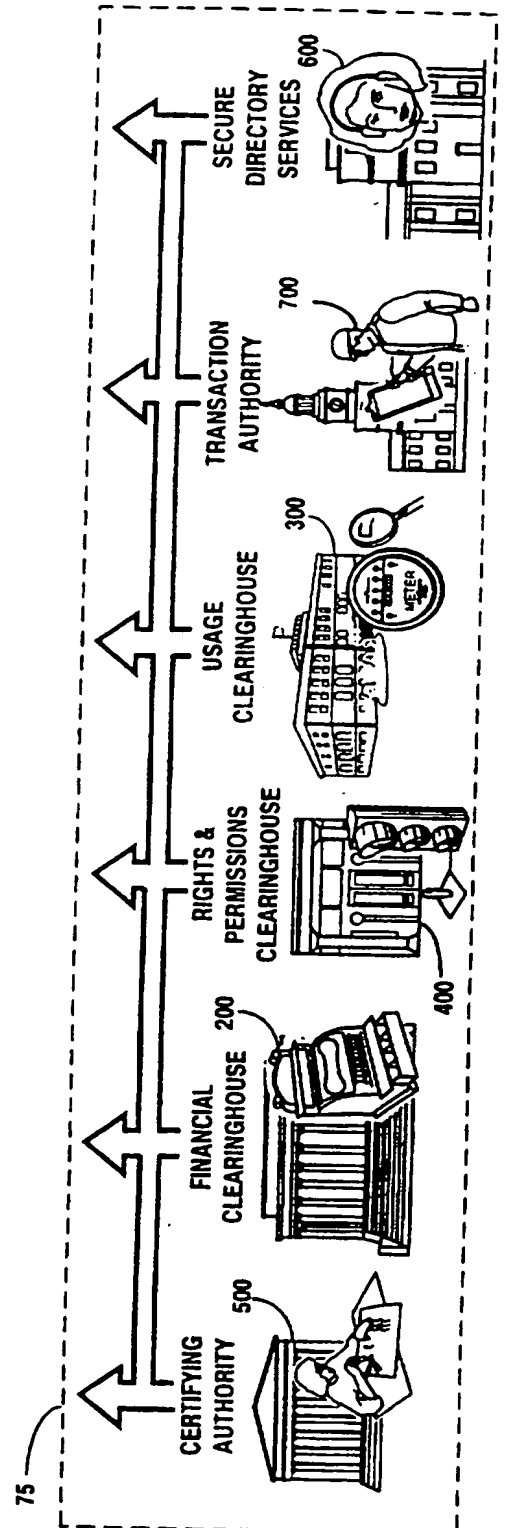 75
CERTIFYING
AUTHORITY
500
FINANCIAL
CLEARINGHOUSE
200
RIGHTS &
PERMISSIONS
CLEARINGHOUSE
400
USAGE
CLEARINGHOUSE
300
METER
TRANSACTION
AUTHORITY
700
SECURE
DIRECTORY
SERVICES
600